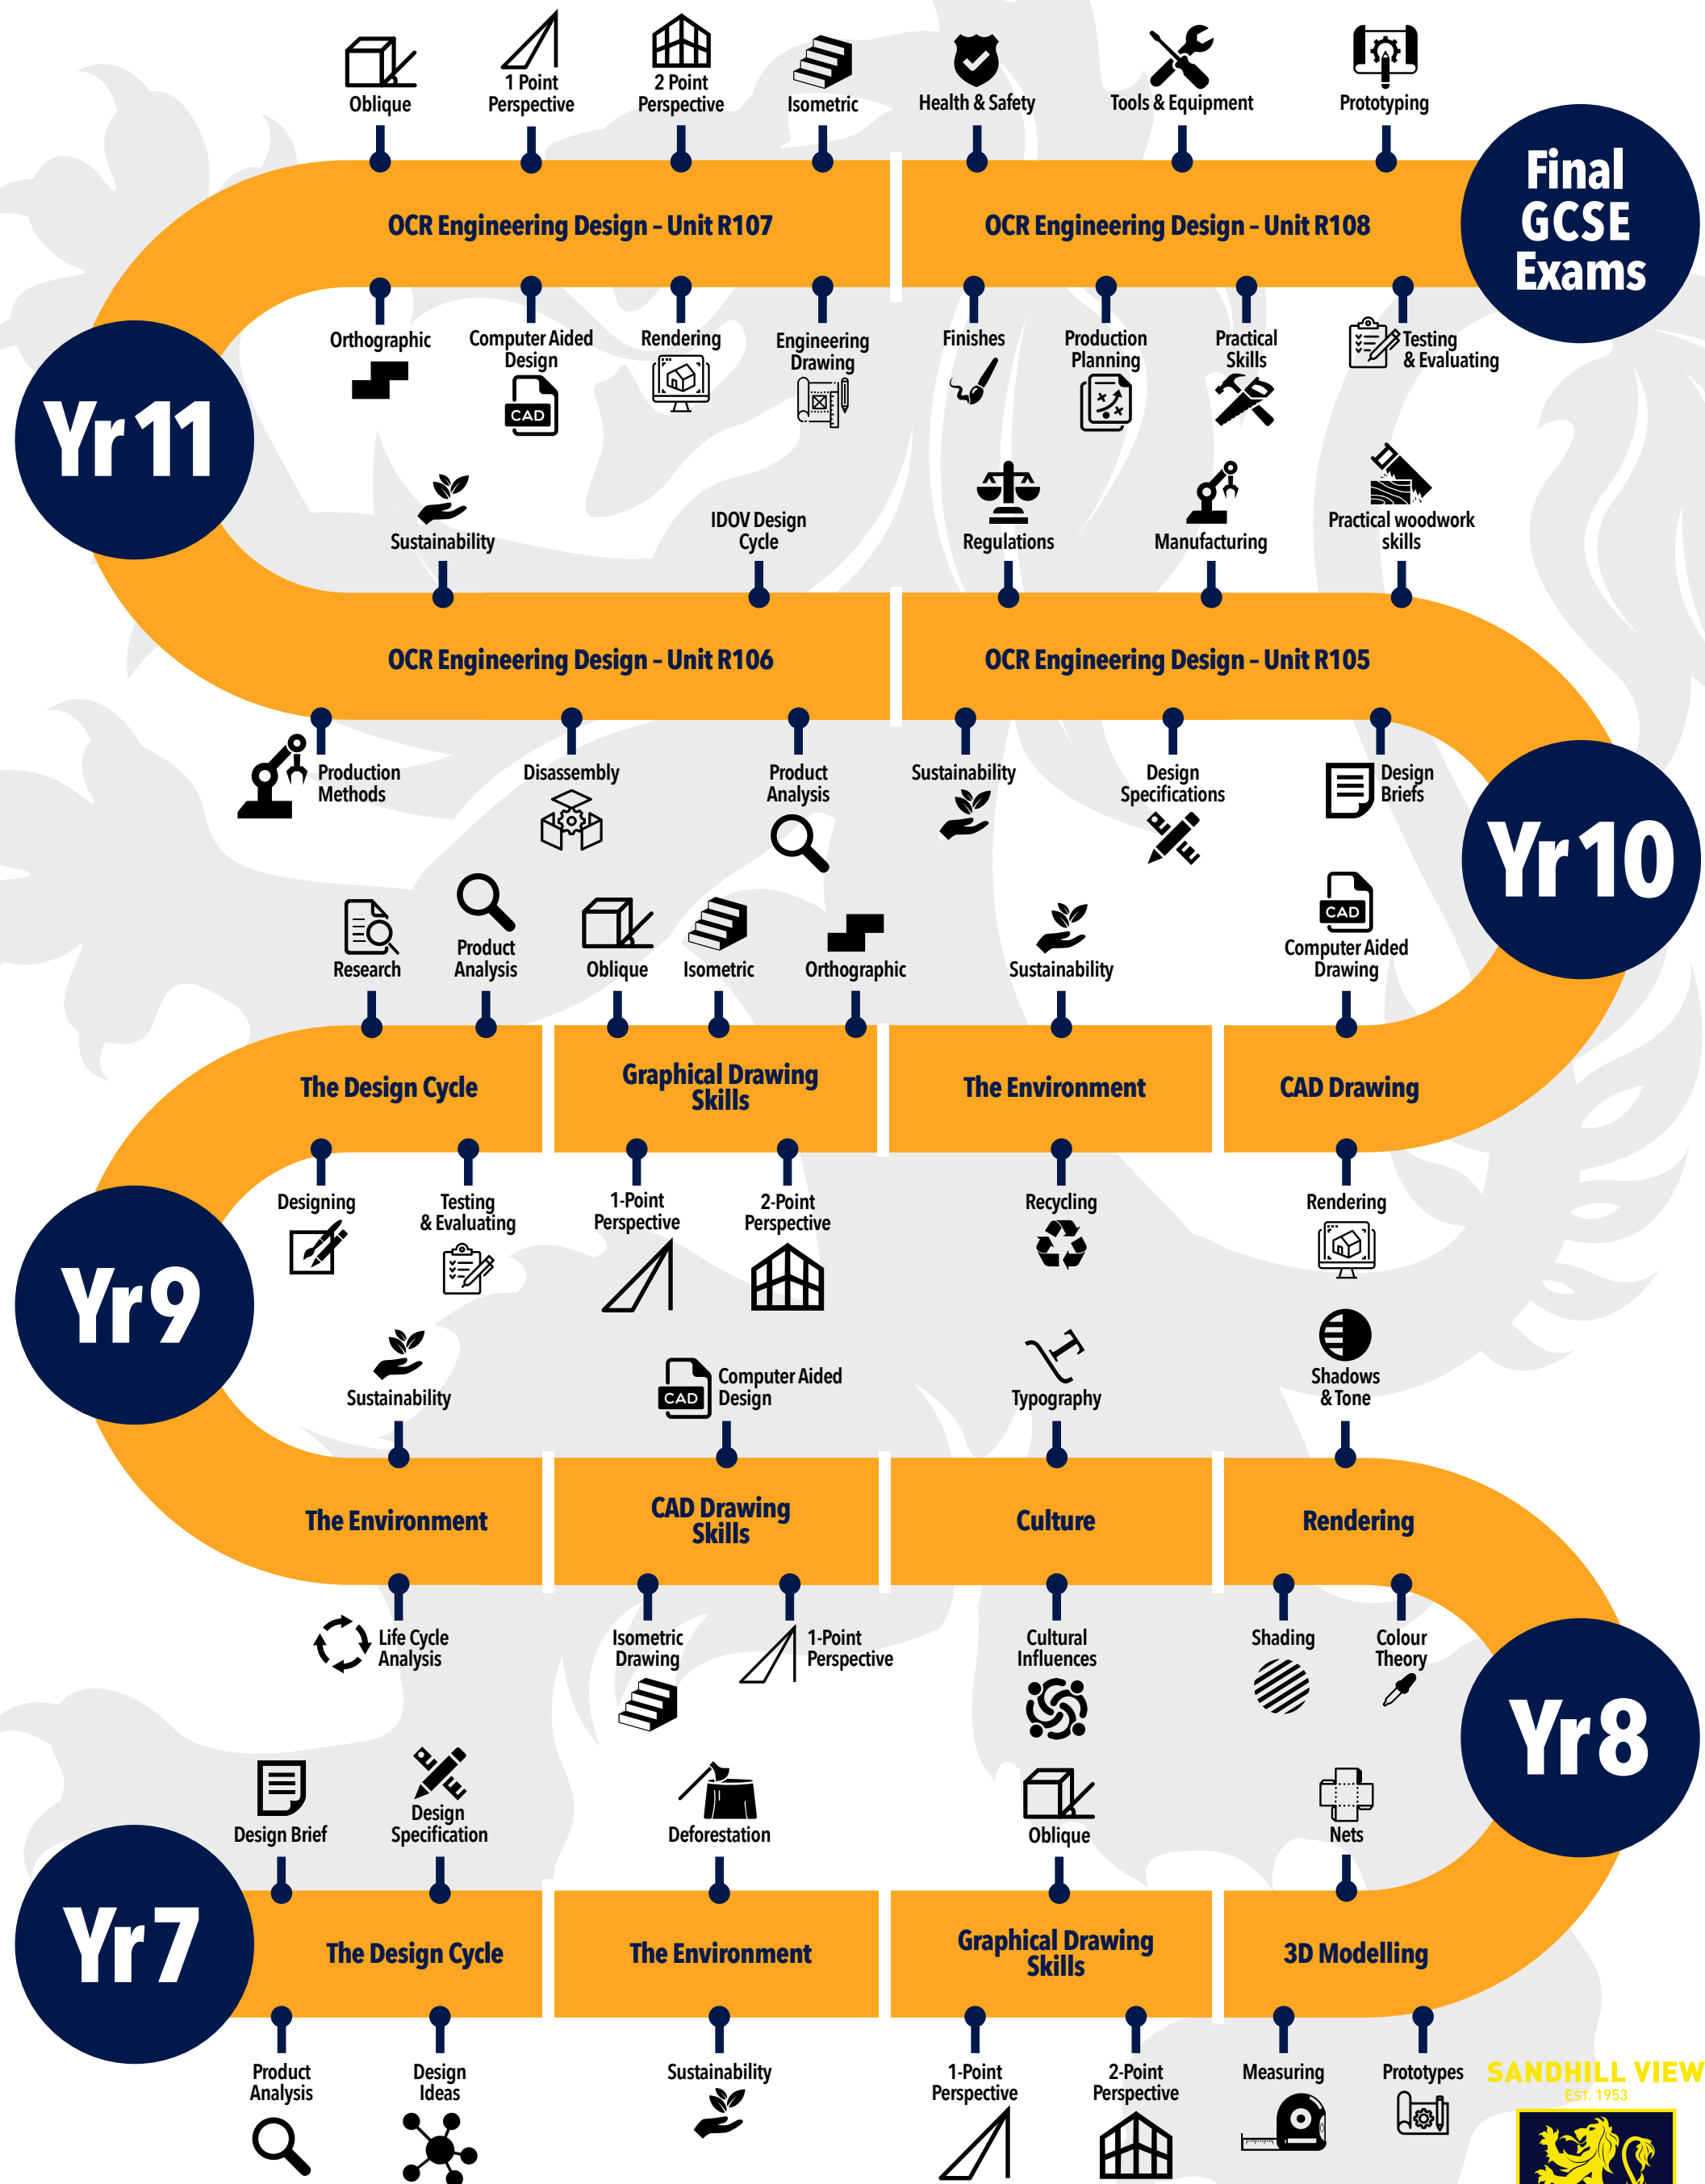 Oblique
1 Point
Perspective
2 Point
Perspective
Isometric
Health & Safety
Tools & Equipment
Prototyping
Final
GCSE
Exams
OCR Engineering Design – Unit R107
OCR Engineering Design – Unit R108
Orthographic
Computer Aided
Design
CAD
Rendering
Engineering
Drawing
Finishes
Production
Planning
Practical
Skills
Testing
& Evaluating
Yr 11
Sustainability
IDOV Design
Cycle
Regulations
Manufacturing
Practical woodwork
skills
OCR Engineering Design – Unit R106
OCR Engineering Design – Unit R105
Production
Methods
Disassembly
Product
Analysis
Sustainability
Design
Specifications
Design
Briefs
Yr 10
Research
Product
Analysis
Oblique
Isometric
Orthographic
Sustainability
CAD
Computer Aided
Drawing
The Design Cycle
Graphical Drawing
Skills
The Environment
CAD Drawing
Designing
Testing
& Evaluating
1-Point
Perspective
2-Point
Perspective
Recycling
Rendering
Yr 9
Sustainability
CAD
Computer Aided
Design
Typography
Shadows
& Tone
The Environment
CAD Drawing
Skills
Culture
Rendering
Life Cycle
Analysis
Isometric
Drawing
1-Point
Perspective
Cultural
Influences
Shading
Colour
Theory
Yr 8
Design Brief
Design
Specification
Deforestation
Oblique
Nets
Yr 7
The Design Cycle
The Environment
Graphical Drawing
Skills
3D Modelling
Product
Analysis
Design
Ideas
Sustainability
1-Point
Perspective
2-Point
Perspective
Measuring
Prototypes
SANDHILL VIEW
EST. 1953